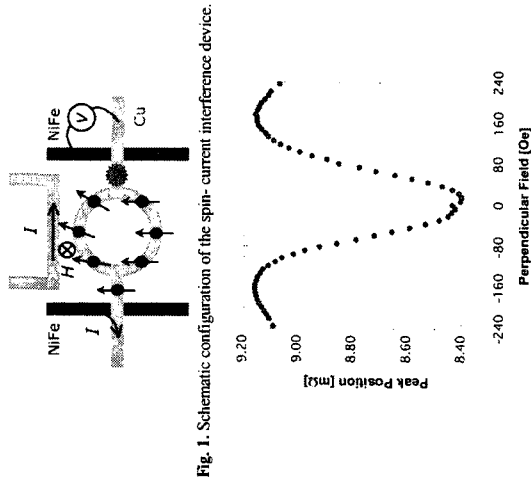 I
NiFe
NiFe
H
V
I
Cu
Fig. 1. Schematic configuration of the spin- current interference device.
9.20
9.00
8.80
8.60
8.40
Peak Position [mΩ]
-240
-160
-80
0
80
160
240
Perpendicular Field [Oe]